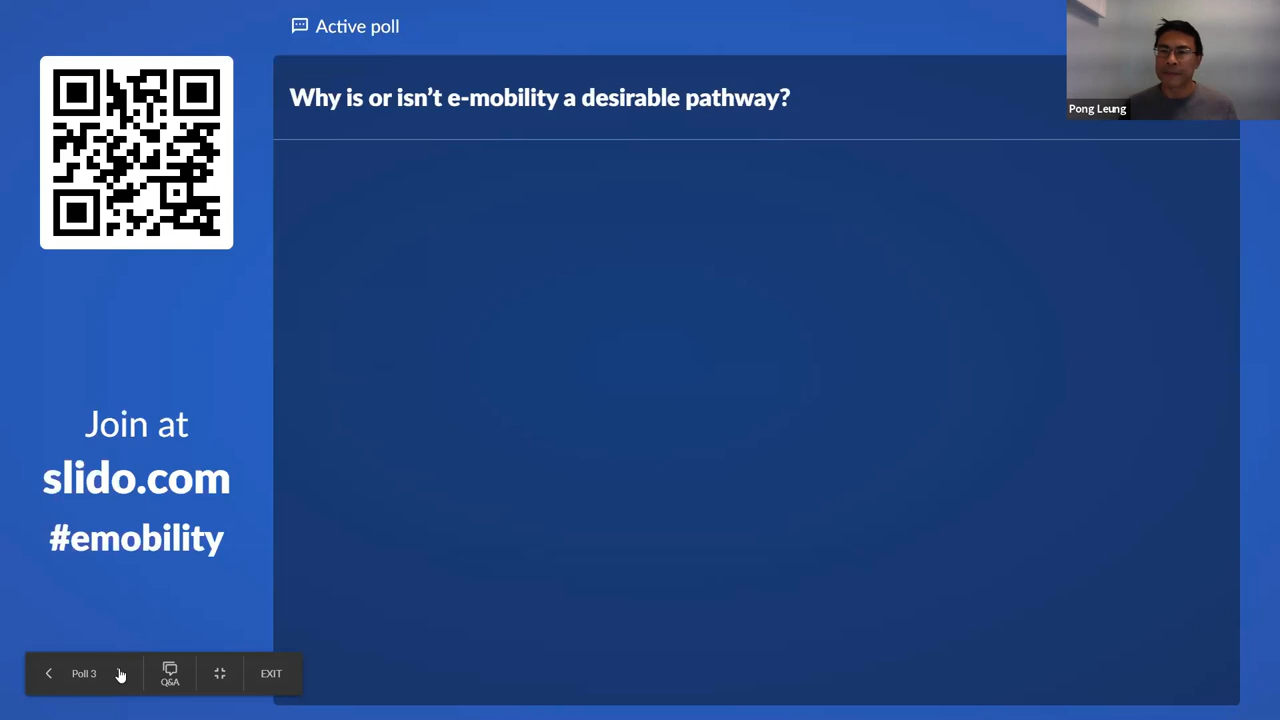 Active poll
Why is or isn't e-mobility a desirable pathway?
Pong Leung
Join at
slido.com
#emobility
Poll 3
Q&A
EXIT